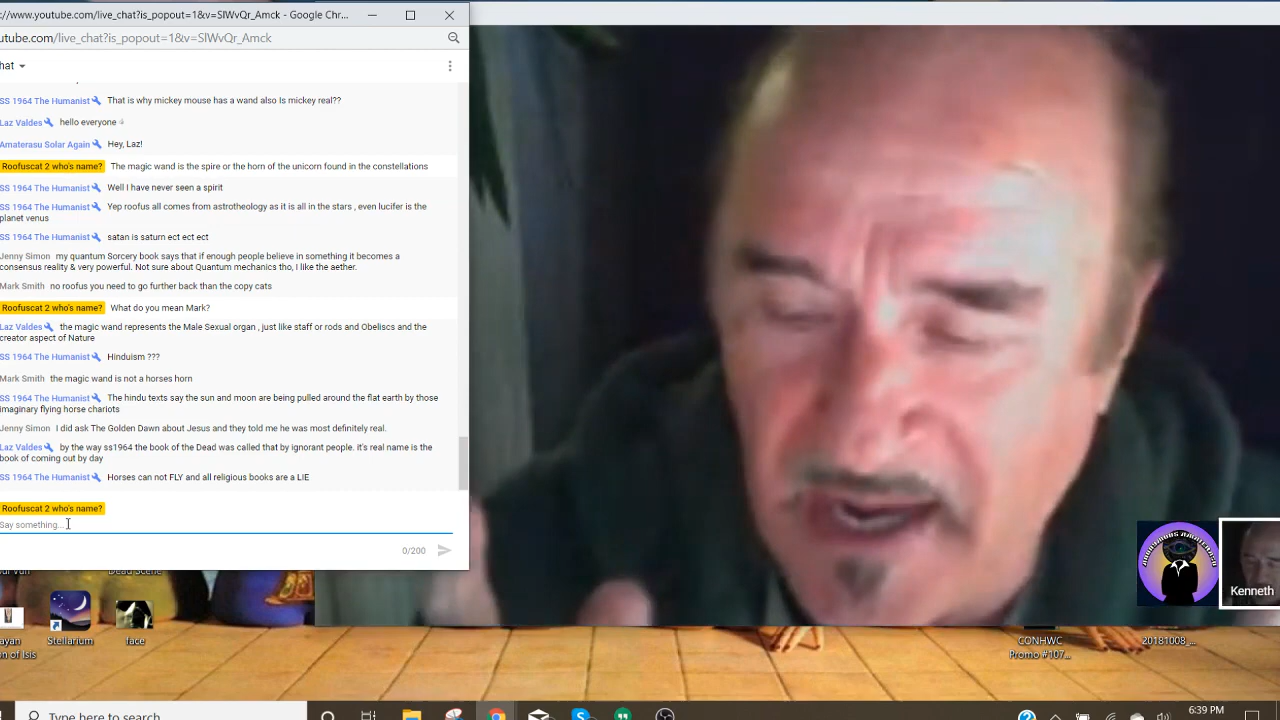 ://www.youtube.com/live_chat?is_popout=1&v=SlWvQr_Amck - Google Chr...
utube.com/live_chat?is_popout=1&v=SlWvQr_Amck
hat
SS 1964 The Humanist That is why mickey mouse has a wand also Is mickey real??
Laz Valdes hello everyone
Amaterasu Solar Again Hey, Laz!
Roofuscat 2 who's name? The magic wand is the spire or the horn of the unicorn found in the constellations
SS 1964 The Humanist Well I have never seen a spirit
SS 1964 The Humanist Yep roofus all comes from astrotheology as it is all in the stars , even lucifer is the
planet venus
SS 1964 The Humanist satan is saturn ect ect ect
Jenny Simon my quantum Sorcery book says that if enough people believe in something it becomes a
consensus reality & very powerful. Not sure about Quantum mechanics tho, I like the aether.
Mark Smith no roofus you need to go further back than the copy cats
Roofuscat 2 who's name? What do you mean Mark?
Laz Valdes the magic wand represents the Male Sexual organ , just like staff or rods and Obeliscs and the
creator aspect of Nature
SS 1964 The Humanist Hinduism ???
Mark Smith the magic wand is not a horses horn
SS 1964 The Humanist The hindu texts say the sun and moon are being pulled around the flat earth by those
imaginary flying horse chariots
Jenny Simon I did ask The Golden Dawn about Jesus and they told me he was most definitely real.
Laz Valdes by the way ss1964 the book of the Dead was called that by ignorant people. it's real name is the
book of coming out by day
SS 1964 The Humanist Horses can not FLY and all religious books are a LIE
Roofuscat 2 who's name?
Say something...
0/200
Kenneth
Dead Scene
ayan
on of Isis
Stellarium
face
CONHWC
Promo #107...
20181008_...
Type here to search
6:39 PM